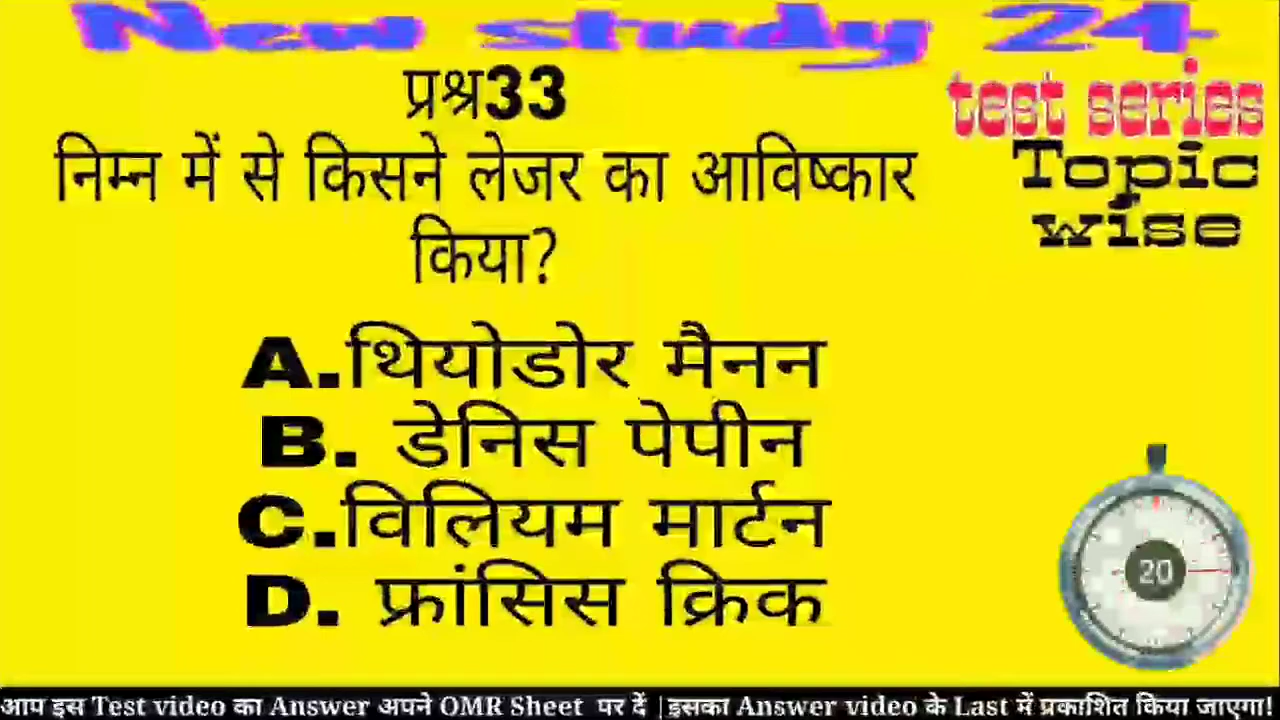 New study 24
test series
Topic
wise
प्रश्न33
निम्न में से किसने लेजर का आविष्कार
किया?
A.थियोडोर मैनन
B. डेनिस पेपीन
C.विलियम मार्टन
D. फ्रांसिस क्रिक
20
आप इस Test video का Answer अपने OMR Sheet पर दें |इसका Answer video के Last में प्रकाशित किया जाएगा!